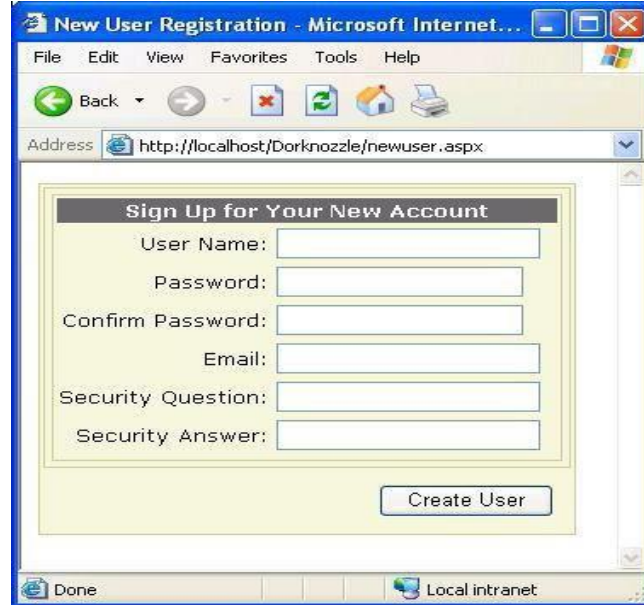 New User Registration - Microsoft Internet...
File Edit View Favorites Tools Help
Back
Address http://localhost/Dorknozzle/newuser.aspx
Sign Up for Your New Account
User Name:
Password:
Confirm Password:
Email:
Security Question:
Security Answer:
Create User
Done Local intranet